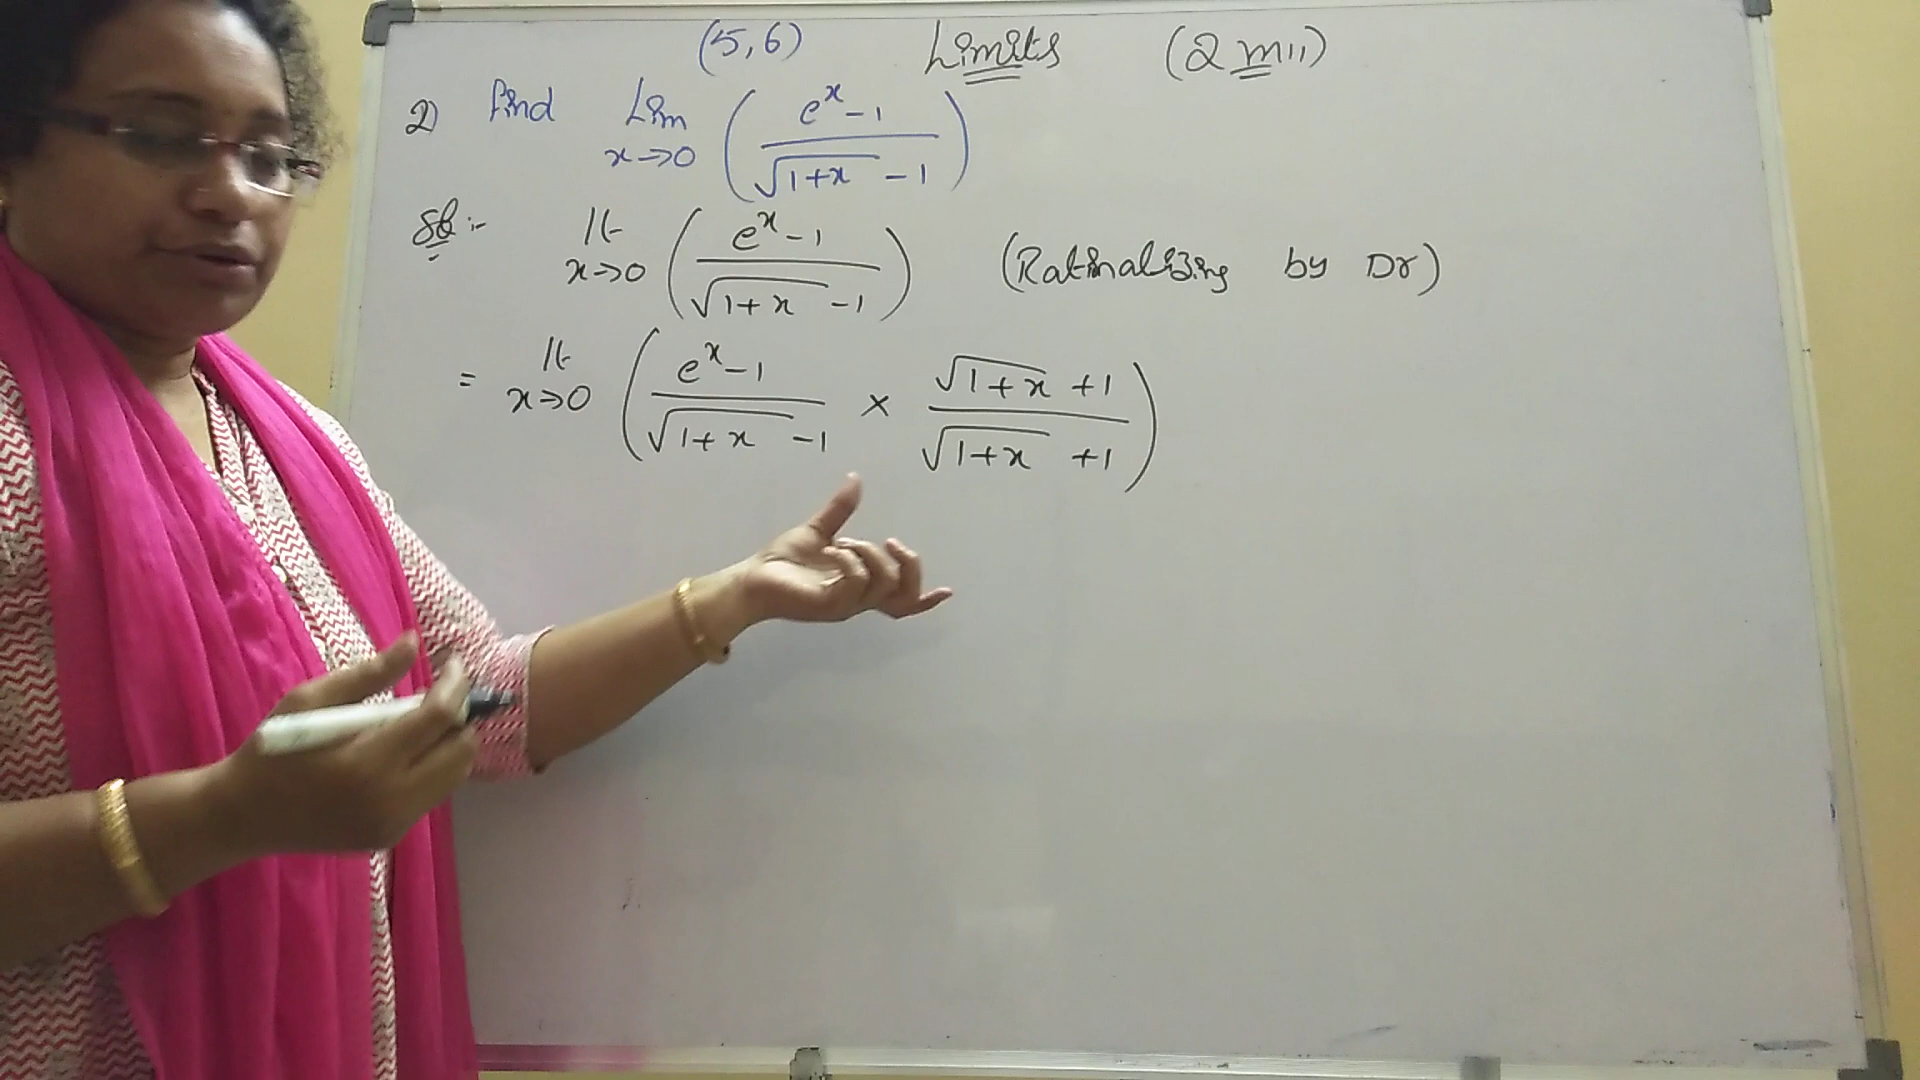 (5,6) Limits (2 m11)
2) Find Lim x→0 ( (e^x - 1) / (√(1+x) - 1) )
Sol :- lt x→0 ( (e^x - 1) / (√(1+x) - 1) ) (Rationalizing by Dr)
= lt x→0 ( (e^x - 1) / (√(1+x) - 1) × (√(1+x) + 1) / (√(1+x) + 1) )